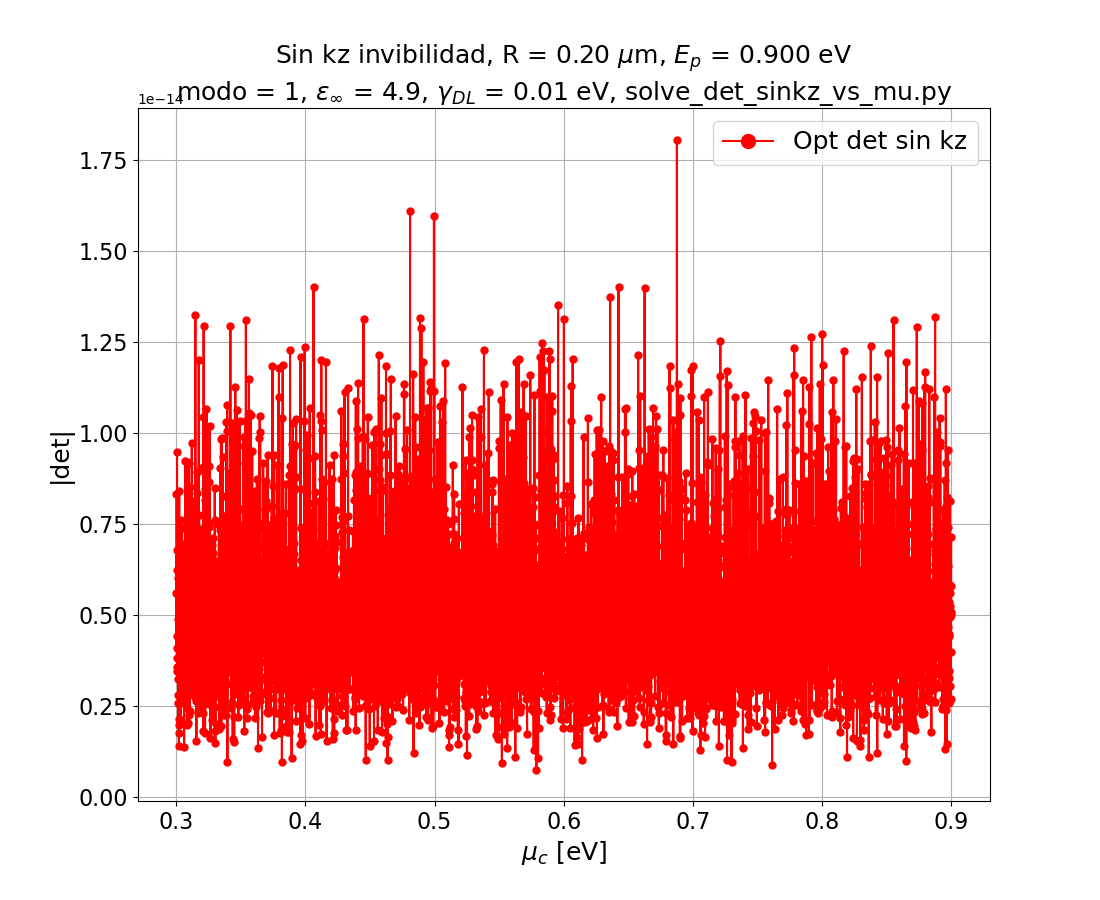 Sin kz invibilidad, R = 0.20 μm, E_p = 0.900 eV
modo = 1, ε_∞ = 4.9, γ_DL = 0.01 eV, solve_det_sinkz_vs_mu.py
1e−14
Opt det sin kz
1.75
1.50
1.25
1.00
0.75
0.50
0.25
0.00
|det|
0.3 0.4 0.5 0.6 0.7 0.8 0.9
μ_c [eV]